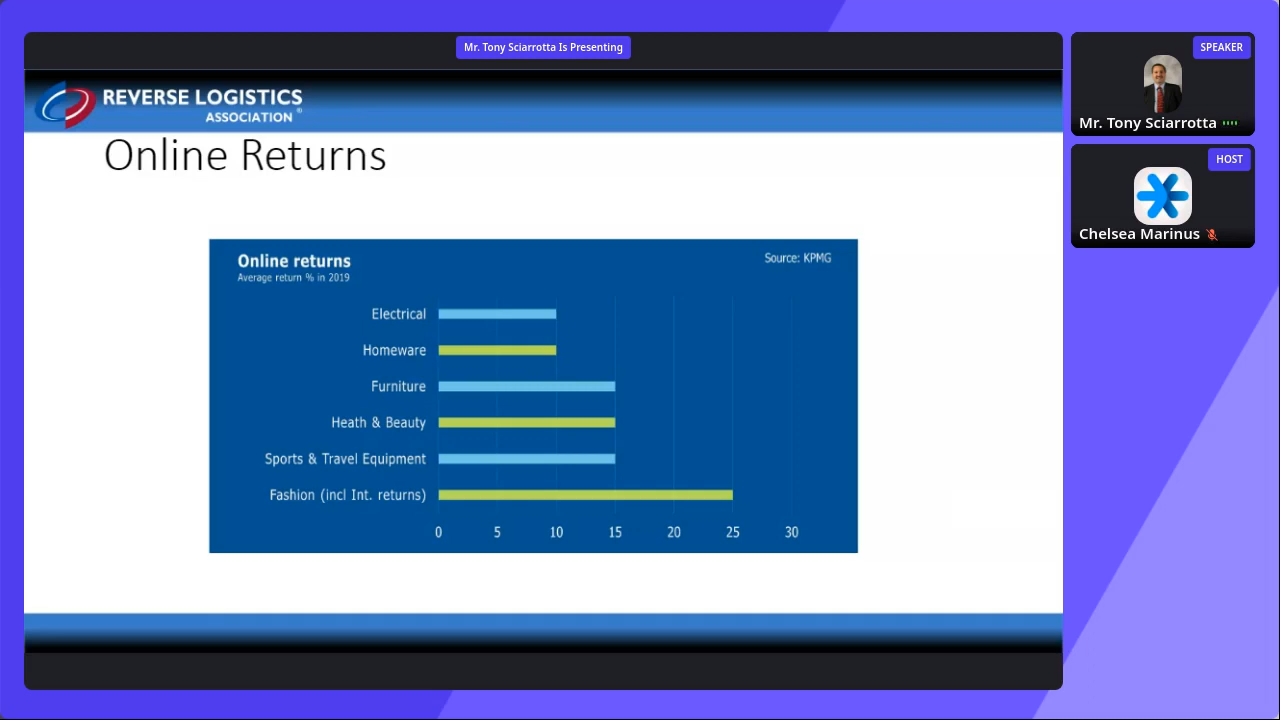 Mr. Tony Sciarrotta Is Presenting
REVERSE LOGISTICS
ASSOCIATION®
Online Returns
Online returns
Average return % in 2019
Source: KPMG
Electrical
Homeware
Furniture
Heath & Beauty
Sports & Travel Equipment
Fashion (incl Int. returns)
0 5 10 15 20 25 30
SPEAKER
Mr. Tony Sciarrotta
HOST
Chelsea Marinus